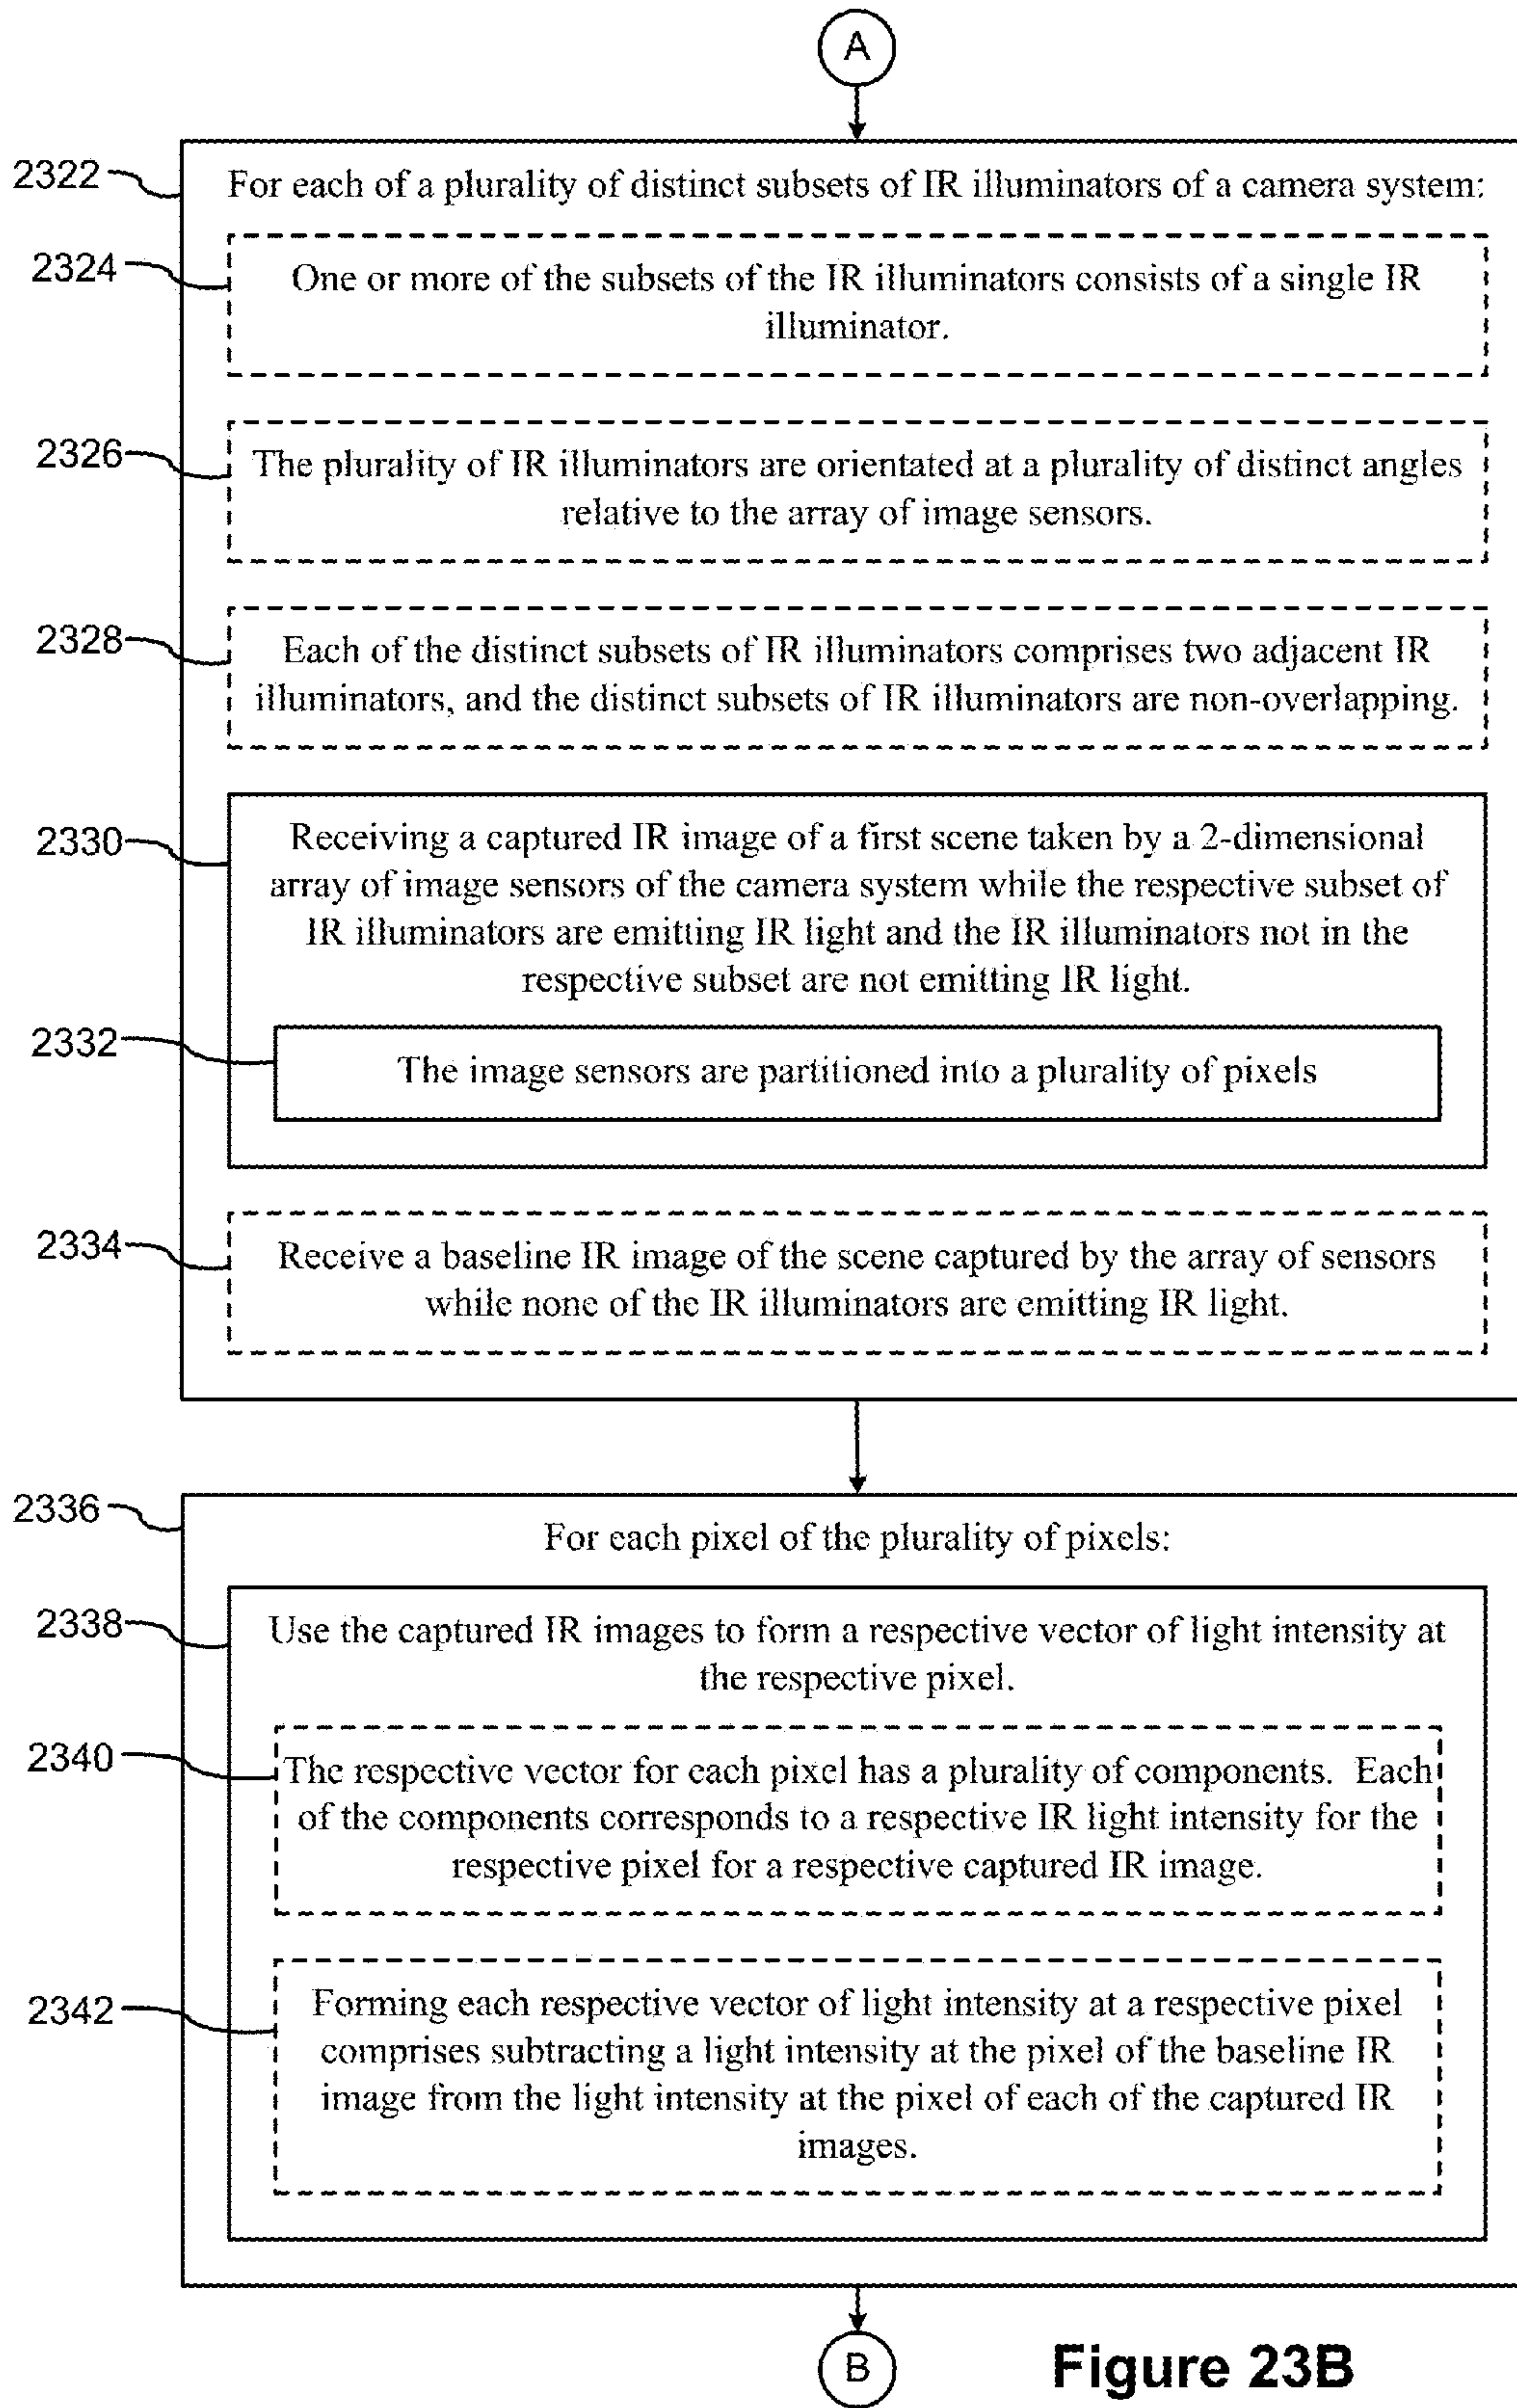 A
2322
For each of a plurality of distinct subsets of IR illuminators of a camera system:
2324
One or more of the subsets of the IR illuminators consists of a single IR
illuminator.
2326
The plurality of IR illuminators are orientated at a plurality of distinct angles
relative to the array of image sensors.
2328
Each of the distinct subsets of IR illuminators comprises two adjacent IR
illuminators, and the distinct subsets of IR illuminators are non-overlapping.
2330
Receiving a captured IR image of a first scene taken by a 2-dimensional
array of image sensors of the camera system while the respective subset of
IR illuminators are emitting IR light and the IR illuminators not in the
respective subset are not emitting IR light.
2332
The image sensors are partitioned into a plurality of pixels
2334
Receive a baseline IR image of the scene captured by the array of sensors
while none of the IR illuminators are emitting IR light.
2336
For each pixel of the plurality of pixels:
2338
Use the captured IR images to form a respective vector of light intensity at
the respective pixel.
2340
The respective vector for each pixel has a plurality of components. Each
of the components corresponds to a respective IR light intensity for the
respective pixel for a respective captured IR image.
2342
Forming each respective vector of light intensity at a respective pixel
comprises subtracting a light intensity at the pixel of the baseline IR
image from the light intensity at the pixel of each of the captured IR
images.
B
Figure 23B